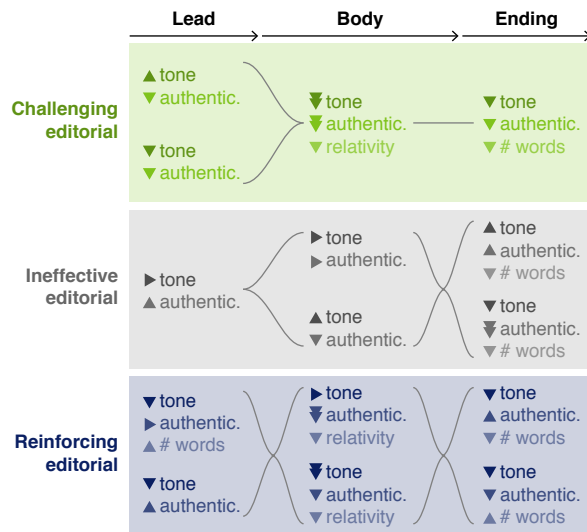 Lead Body Ending
Challenging
editorial
▲ tone
▼ authentic.
▼ tone
▼ authentic.
▼▼ tone
▼▼ authentic.
▼ relativity
▼ tone
▼ authentic.
▼ # words
Ineffective
editorial
▶ tone
▲ authentic.
▶ tone
▶ authentic.
▲ tone
▼ authentic.
▲ tone
▲ authentic.
▼ # words
▼ tone
▼▼ authentic.
▼ # words
Reinforcing
editorial
▼ tone
▶ authentic.
▲ # words
▼ tone
▲ authentic.
▶ tone
▼▼ authentic.
▼ relativity
▼▼ tone
▼ authentic.
▼ relativity
▼ tone
▲ authentic.
▼ # words
▼ tone
▼ authentic.
▲ # words